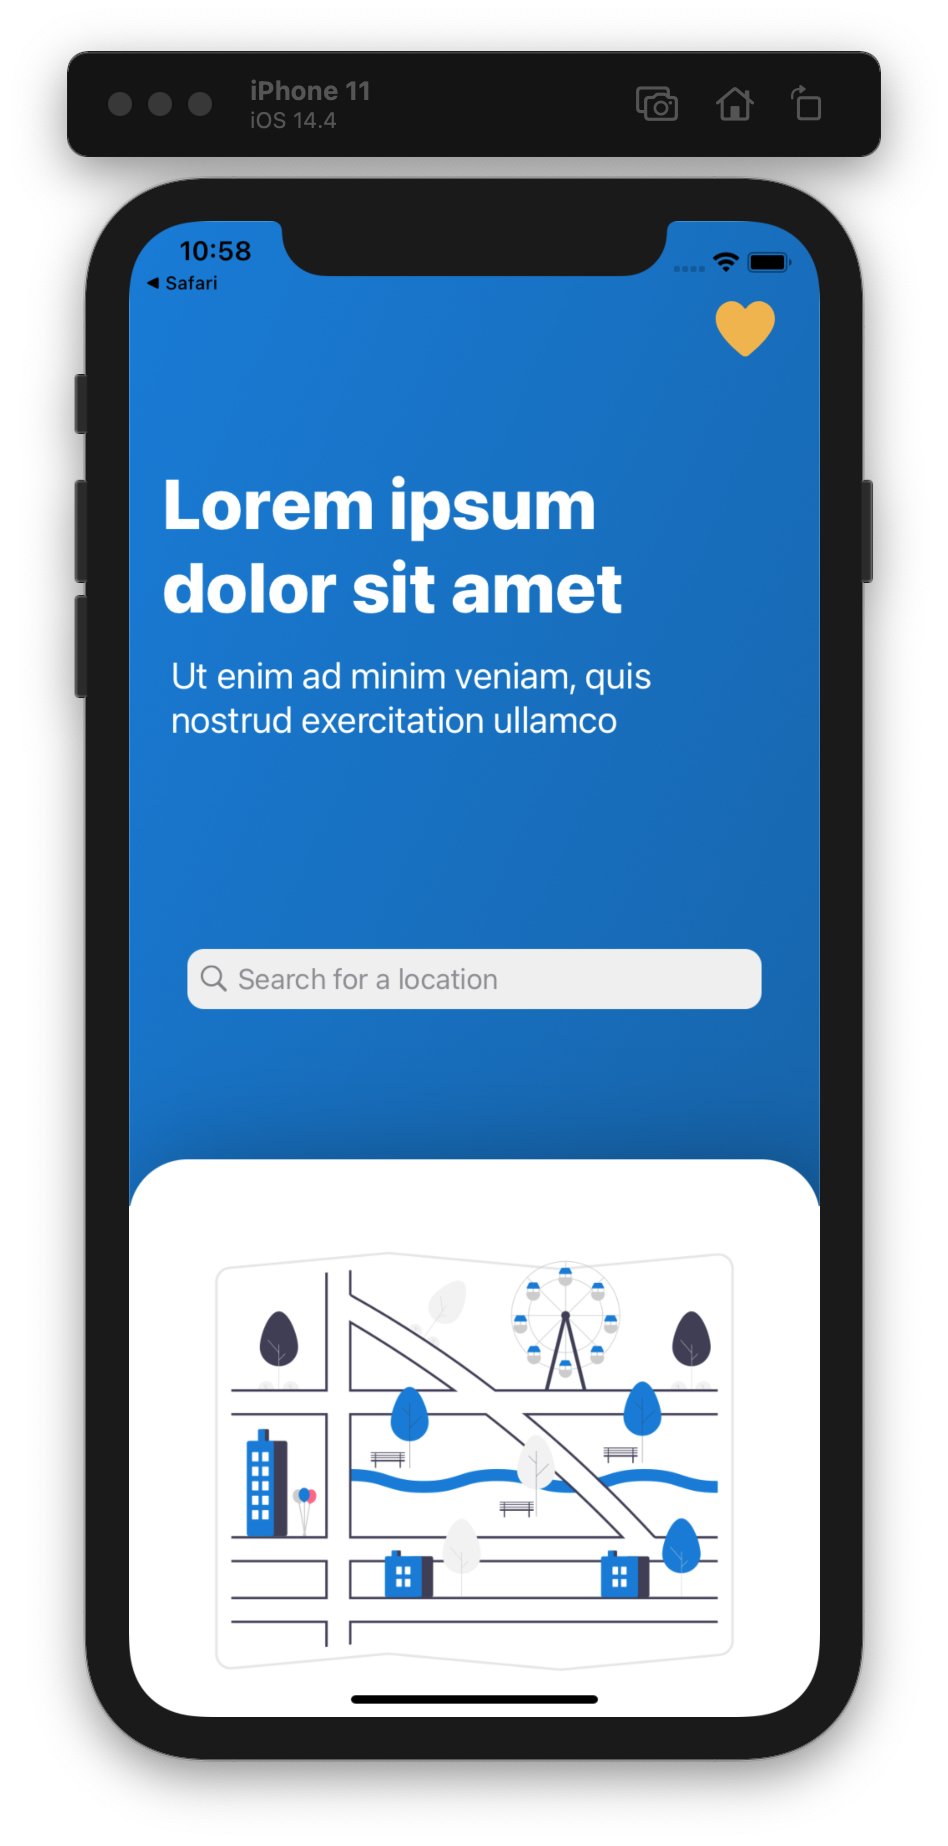 iPhone 11
iOS 14.4
10:58
◀ Safari
Lorem ipsum
dolor sit amet
Ut enim ad minim veniam, quis
nostrud exercitation ullamco
Search for a location